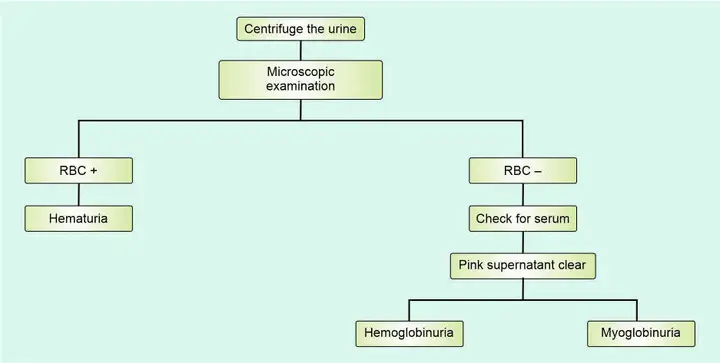 Centrifuge the urine
Microscopic
examination
RBC +
RBC –
Hematuria
Check for serum
Pink supernatant clear
Hemoglobinuria
Myoglobinuria